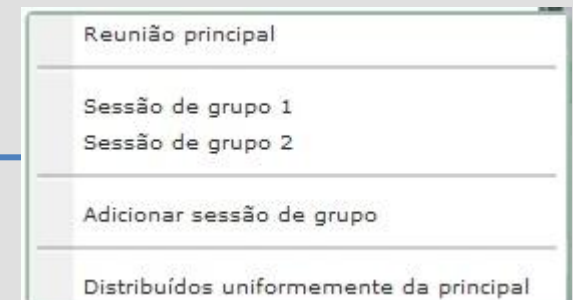 Reunião principal
Sessão de grupo 1
Sessão de grupo 2
Adicionar sessão de grupo
Distribuídos uniformemente da principal